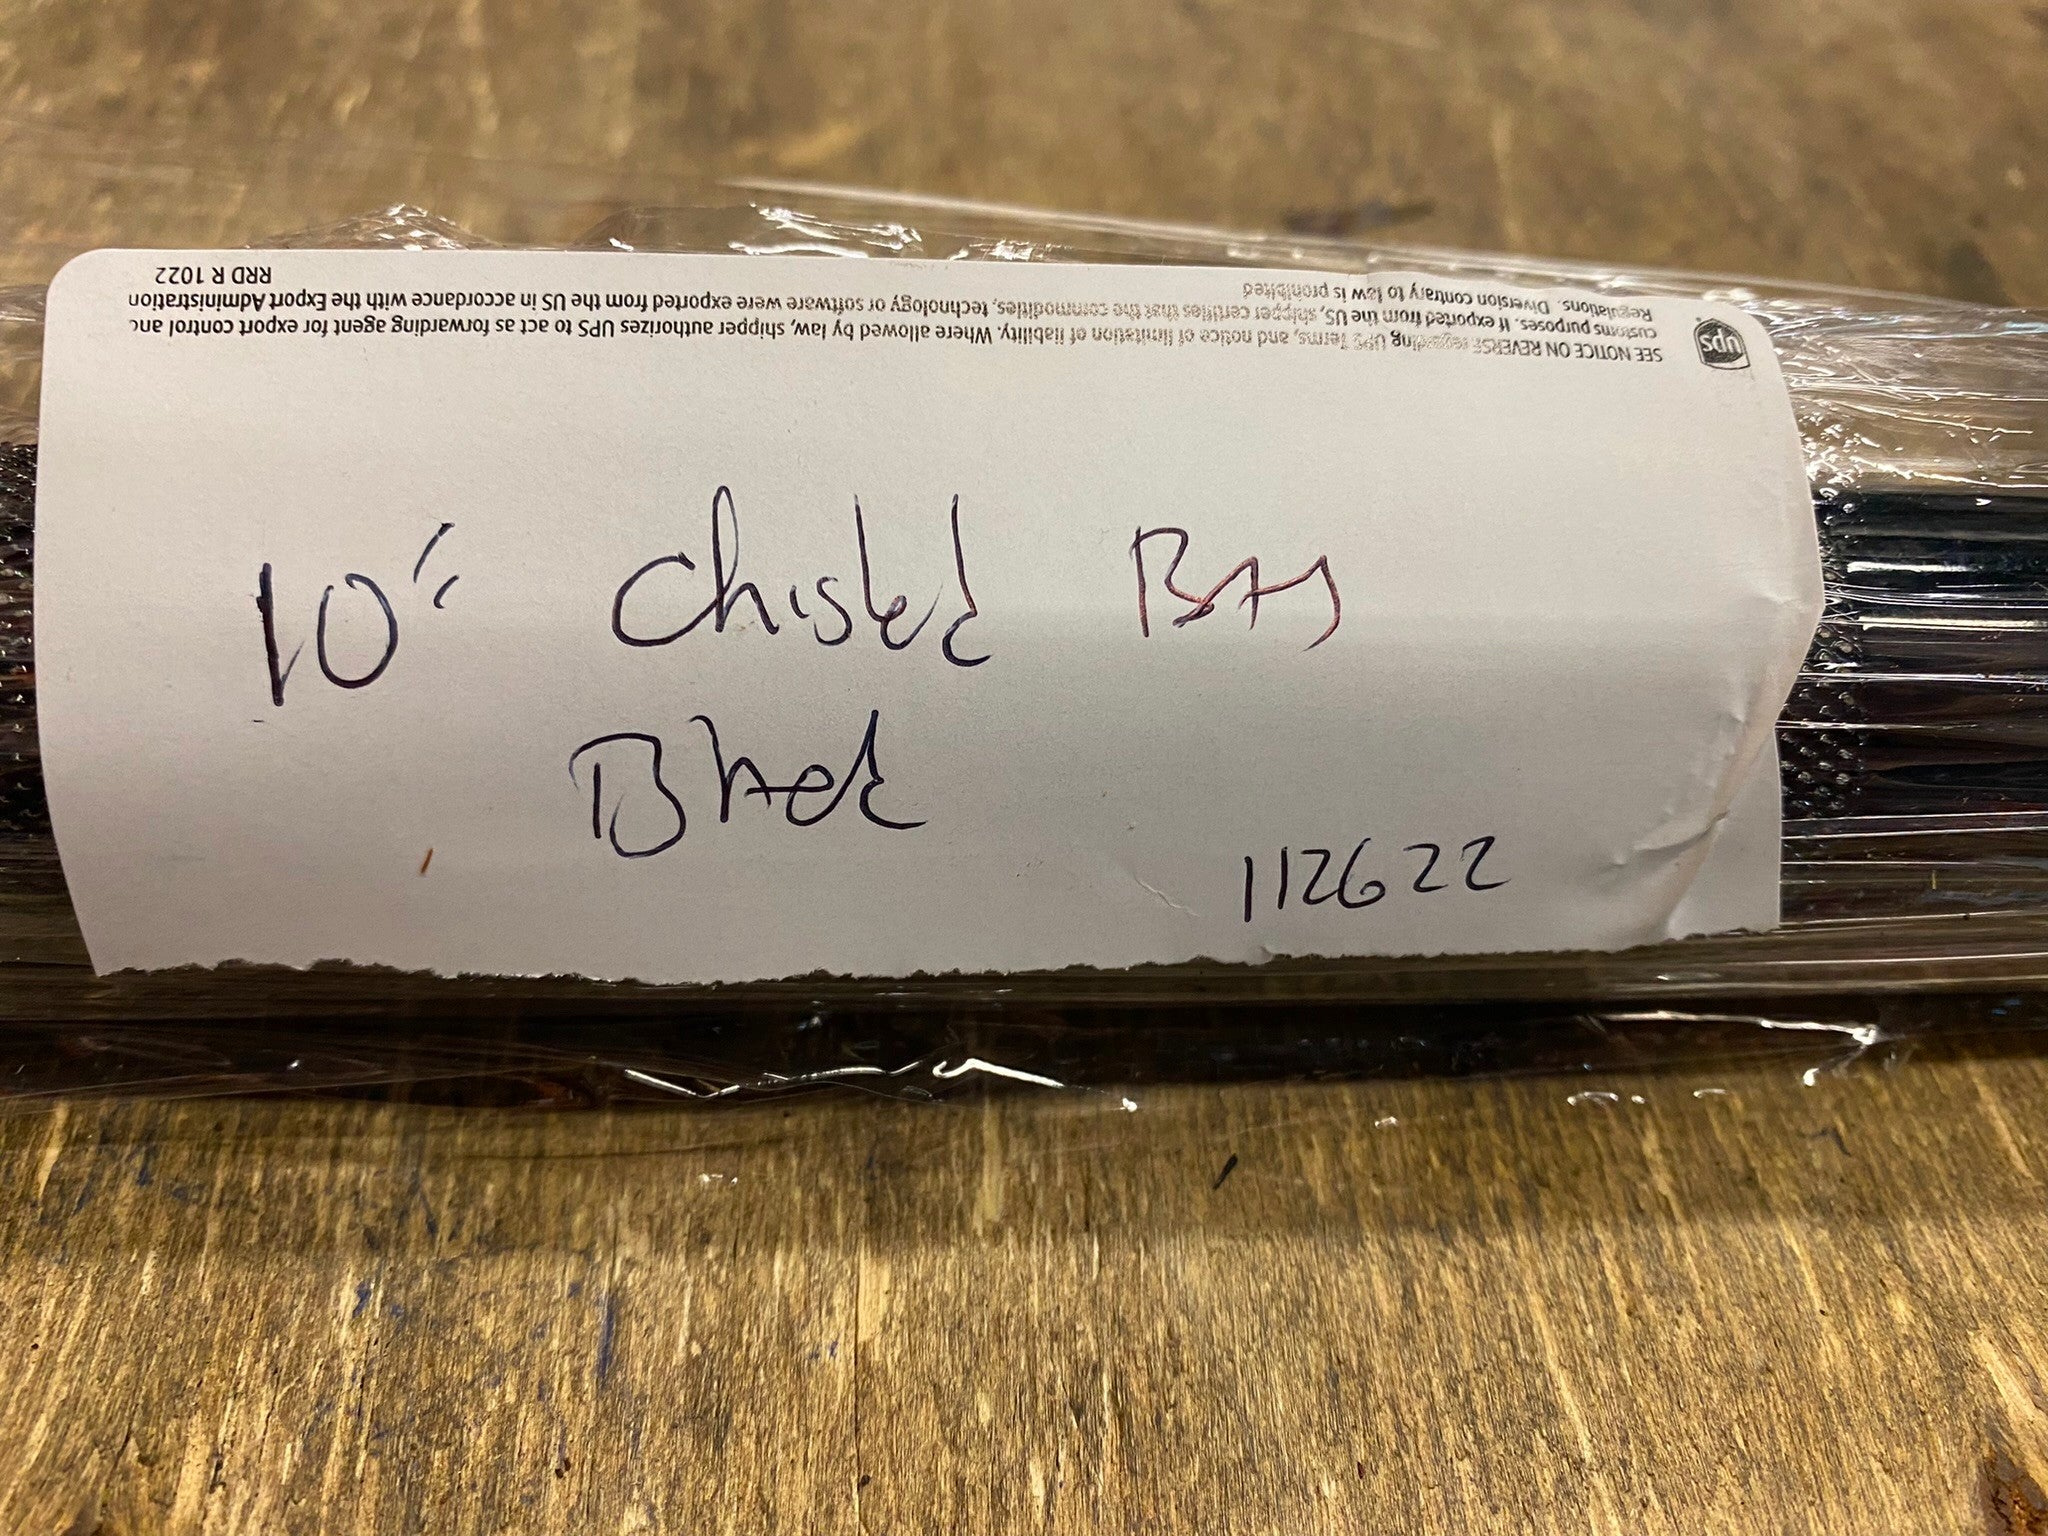 UPS
SEE NOTICE ON REVERSE regarding UPS Terms, and notice of limitation of liability. Where allowed by law, shipper authorizes UPS to act as forwarding agent for export control and
customs purposes. If exported from the US, shipper certifies that the commodities, technology or software were exported from the US in accordance with the Export Administration
Regulations. Diversion contrary to law is prohibited
RRD R 1022
10" Chisled
Black
112622